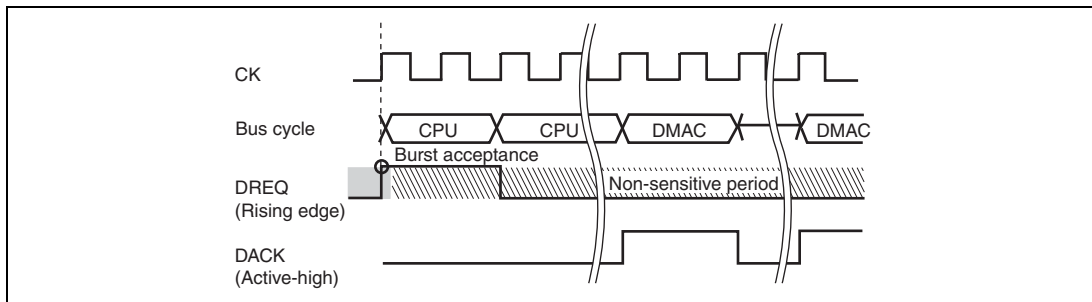 CK
Bus cycle
CPU
CPU
DMAC
DMAC
Burst acceptance
DREQ
(Rising edge)
Non-sensitive period
DACK
(Active-high)